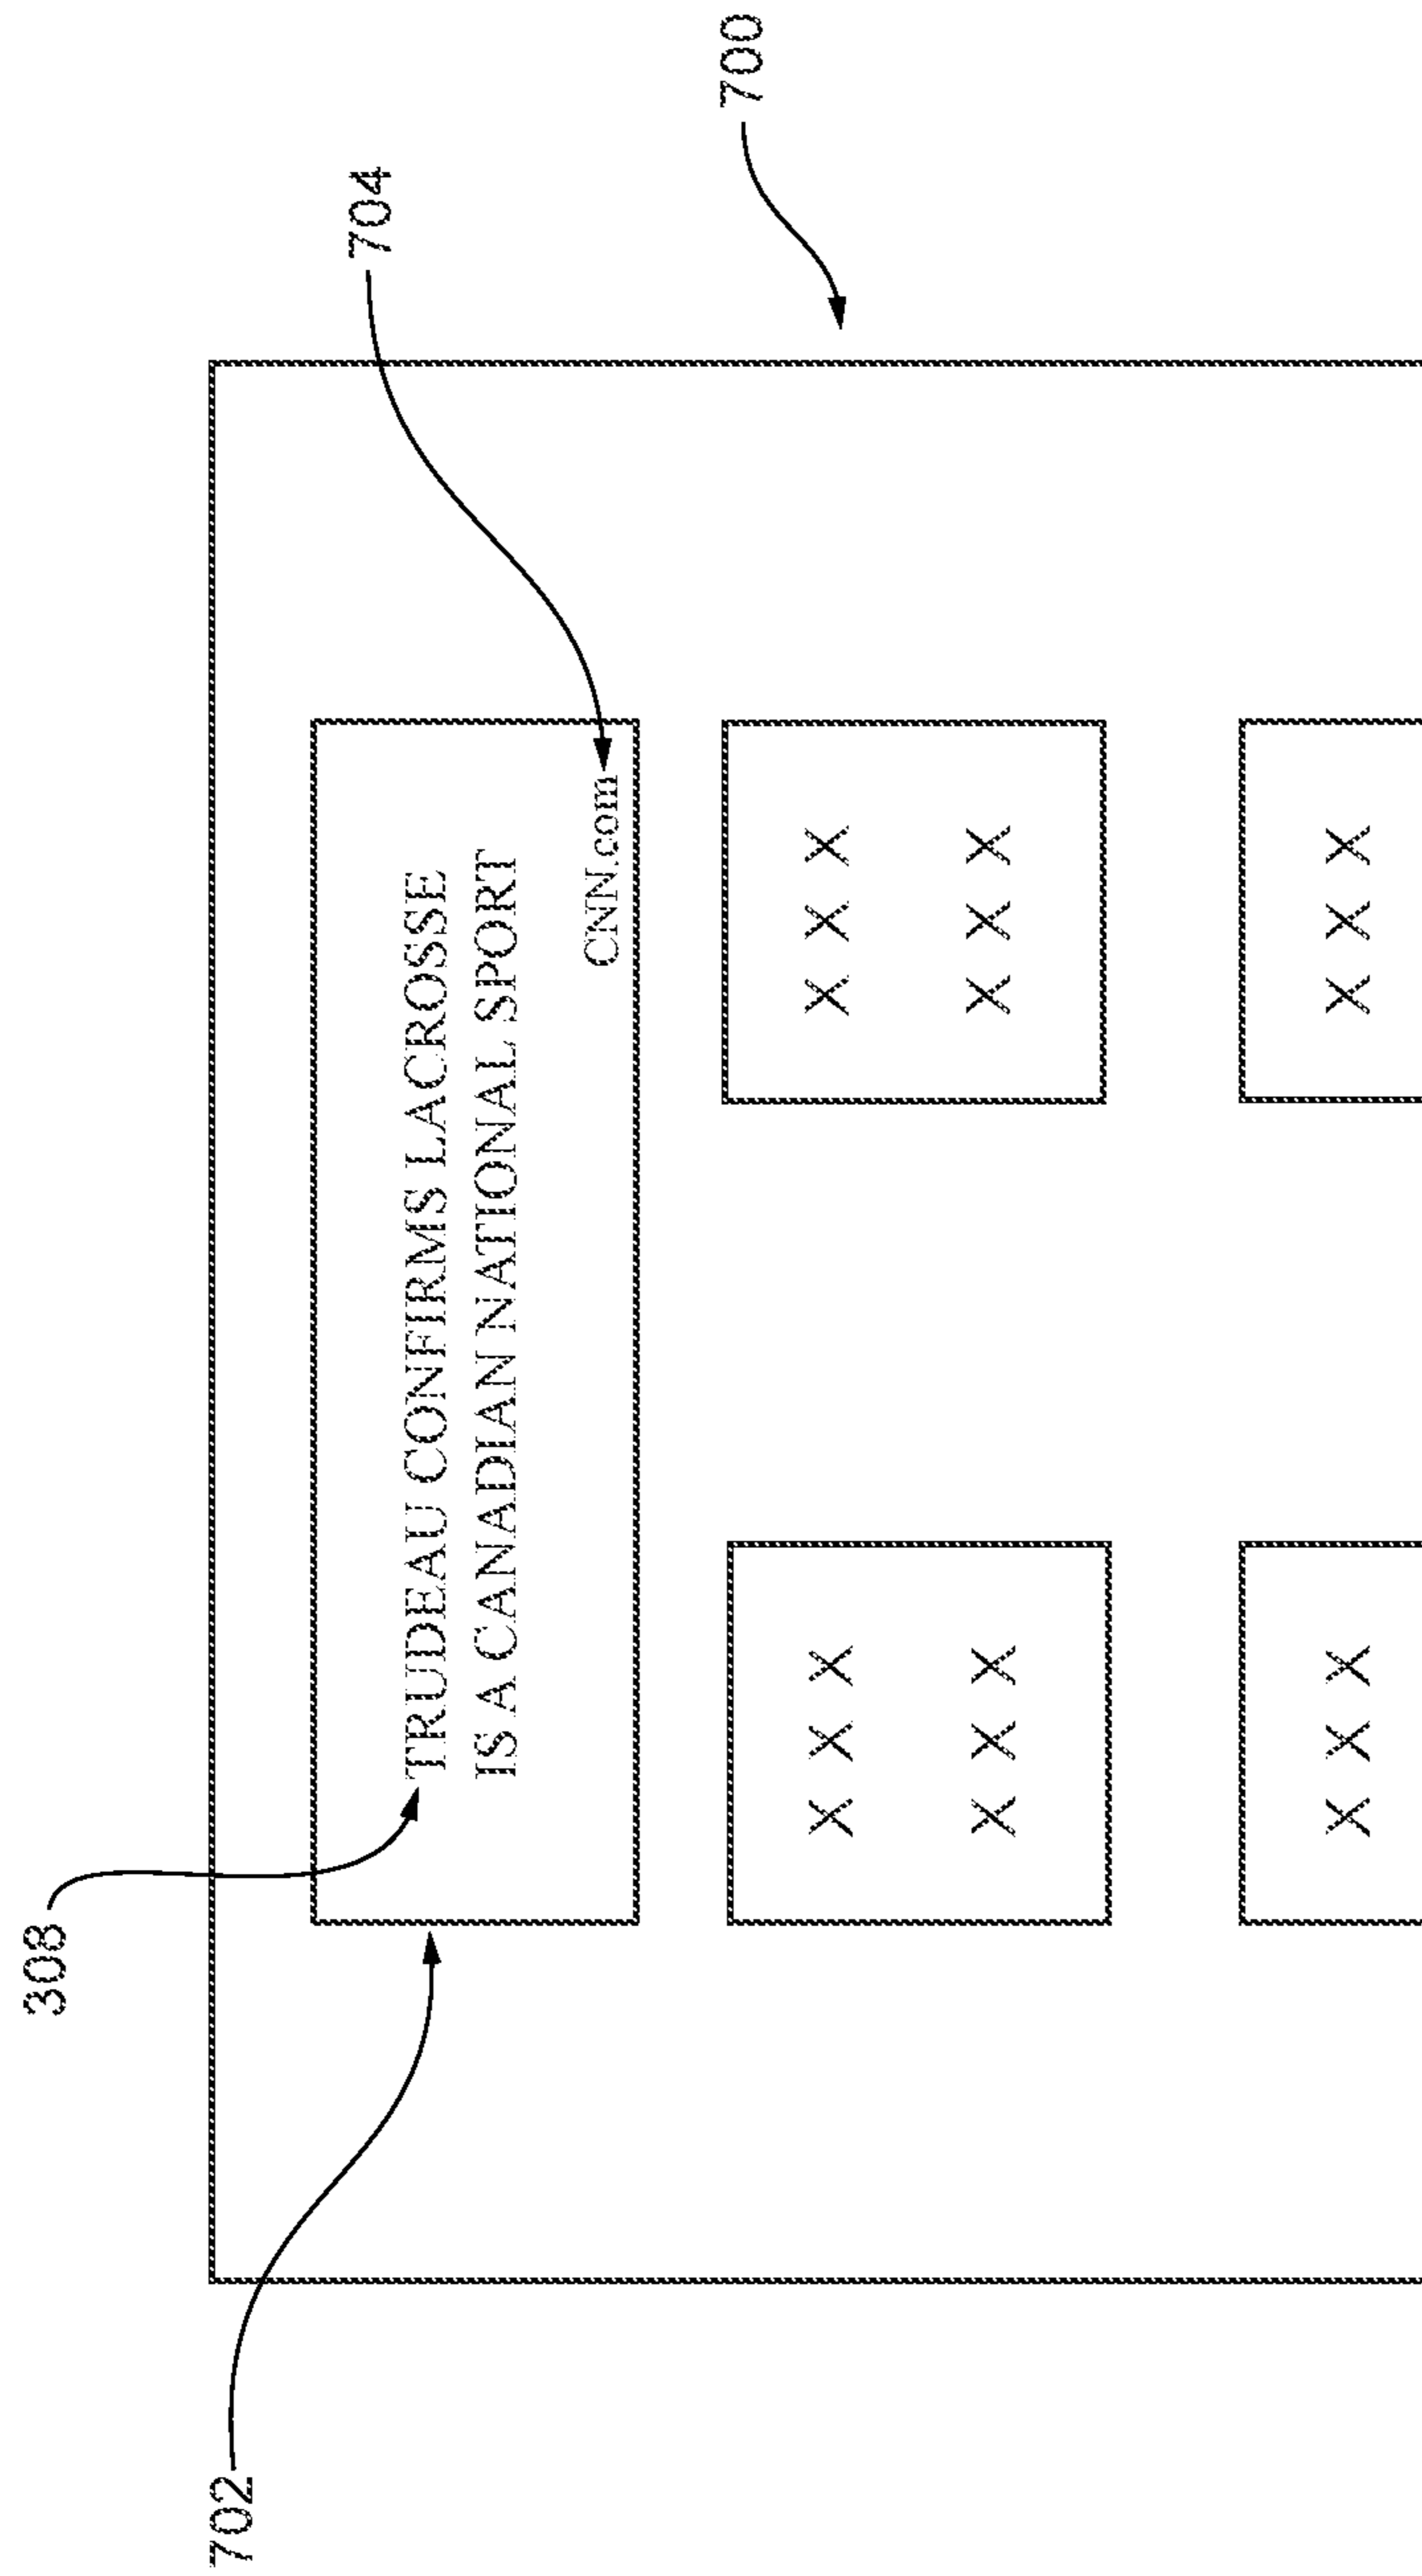 308
702
704
700
TRUDEAU CONFIRMS LACROSSE
IS A CANADIAN NATIONAL SPORT
CNN.com
X X X
X X X
X X X
X X X
X X X
X X X